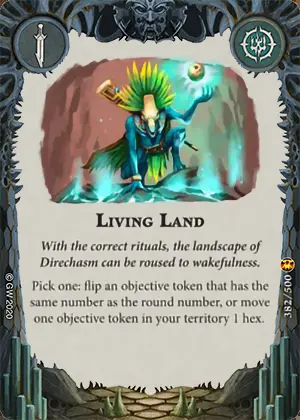 Living Land
With the correct rituals, the landscape of
Direchasm can be roused to wakefulness.
Pick one: flip an objective token that has the
same number as the round number, or move
one objective token in your territory 1 hex.
© GW 2020
382/500